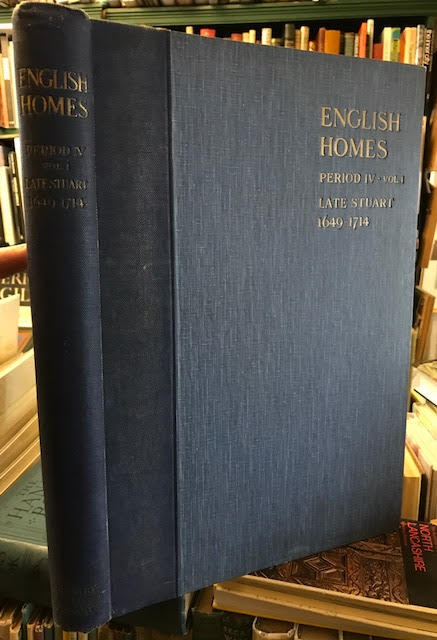 ENGLISH
HOMES
PERIOD IV
VOL. I
LATE STUART
1649-1714
ENGLISH
HOMES
PERIOD IV - VOL. I
LATE STUART
1649-1714
NORTH
LANCASHIRE